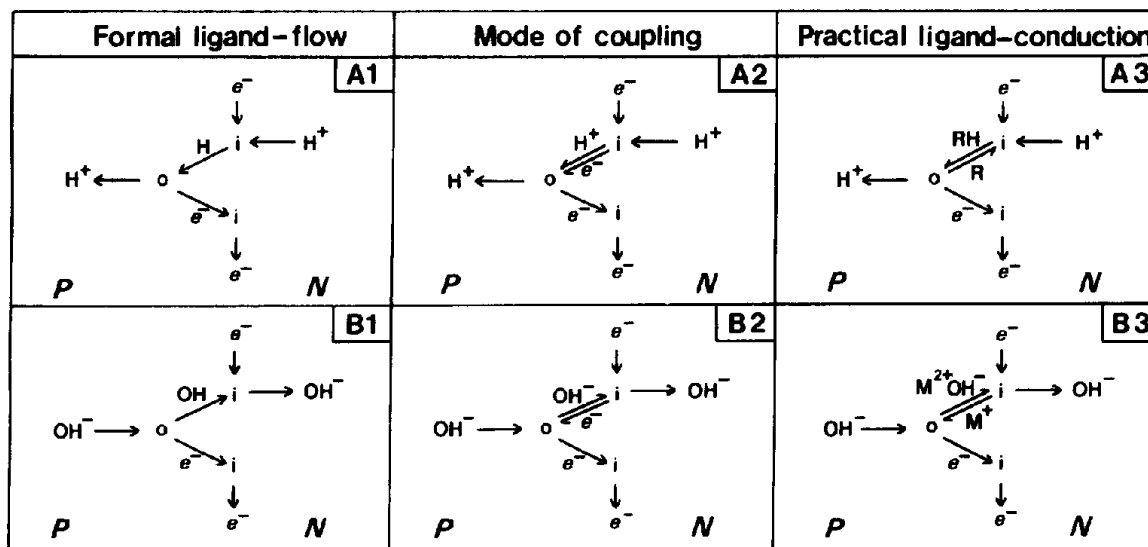 Formal ligand-flow
Mode of coupling
Practical ligand-conduction
A1
e⁻
H
i
H⁺
H⁺
o
e⁻
i
e⁻
P
N
A2
e⁻
H⁺
i
H⁺
e⁻
H⁺
o
e⁻
i
e⁻
P
N
A3
e⁻
RH
i
H⁺
R
H⁺
o
e⁻
i
e⁻
P
N
B1
e⁻
OH
i
OH⁻
OH⁻
o
e⁻
i
e⁻
P
N
B2
e⁻
OH⁻
i
OH⁻
e⁻
OH⁻
o
e⁻
i
e⁻
P
N
B3
e⁻
M²⁺OH⁻
i
OH⁻
M⁺
OH⁻
o
e⁻
i
e⁻
P
N